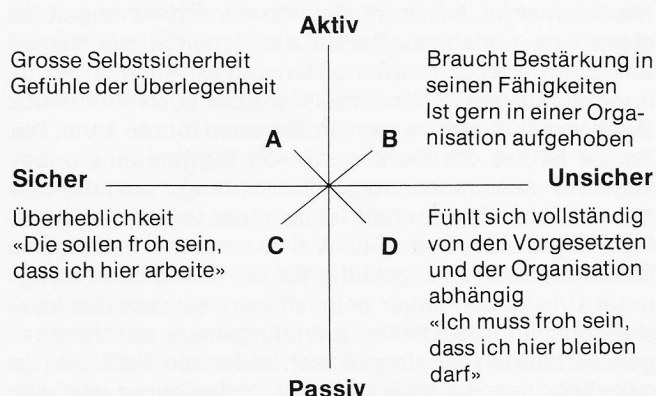 Aktiv
Grosse Selbstsicherheit
Gefühle der Überlegenheit
Braucht Bestärkung in
seinen Fähigkeiten
Ist gern in einer Orga-
nisation aufgehoben
A
B
Sicher
Unsicher
Überheblichkeit
«Die sollen froh sein,
dass ich hier arbeite»
C
D
Fühlt sich vollständig
von den Vorgesetzten
und der Organisation
abhängig
«Ich muss froh sein,
dass ich hier bleiben
darf»
Passiv